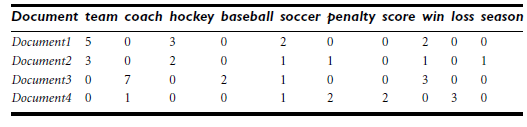 Document team coach hockey baseball soccer penalty score win loss season
Document1 5 0 3 0 2 0 0 2 0 0
Document2 3 0 2 0 1 1 0 1 0 1
Document3 0 7 0 2 1 0 0 3 0 0
Document4 0 1 0 0 1 2 2 0 3 0